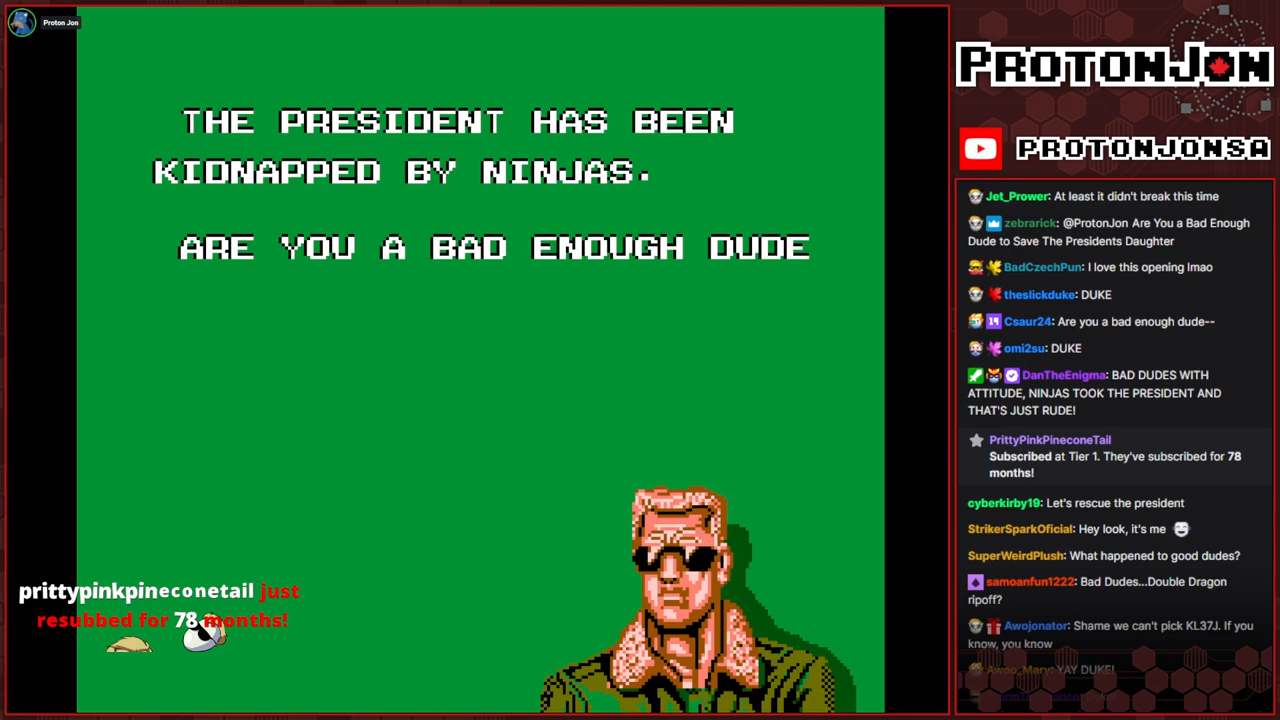 Proton Jon
THE PRESIDENT HAS BEEN
KIDNAPPED BY NINJAS.
ARE YOU A BAD ENOUGH DUDE
prittypinkpineconetail just
resubbed for 78 months!
PROTONJON
PROTONJONSA
Jet_Prower: At least it didn't break this time
zebrarick: @ProtonJon Are You a Bad Enough
Dude to Save The Presidents Daughter
BadCzechPun: I love this opening lmao
theslickduke: DUKE
Csaur24: Are you a bad enough dude--
omi2su: DUKE
DanTheEnigma: BAD DUDES WITH
ATTITUDE, NINJAS TOOK THE PRESIDENT AND
THAT'S JUST RUDE!
PrittyPinkPineconeTail
Subscribed at Tier 1. They've subscribed for 78
months!
cyberkirby19: Let's rescue the president
StrikerSparkOficial: Hey look, it's me
SuperWeirdPlush: What happened to good dudes?
samoanfun1222: Bad Dudes...Double Dragon
ripoff?
Awojonator: Shame we can't pick KL37J. If you
know, you know
Awoo_Mary: YAY DUKE!